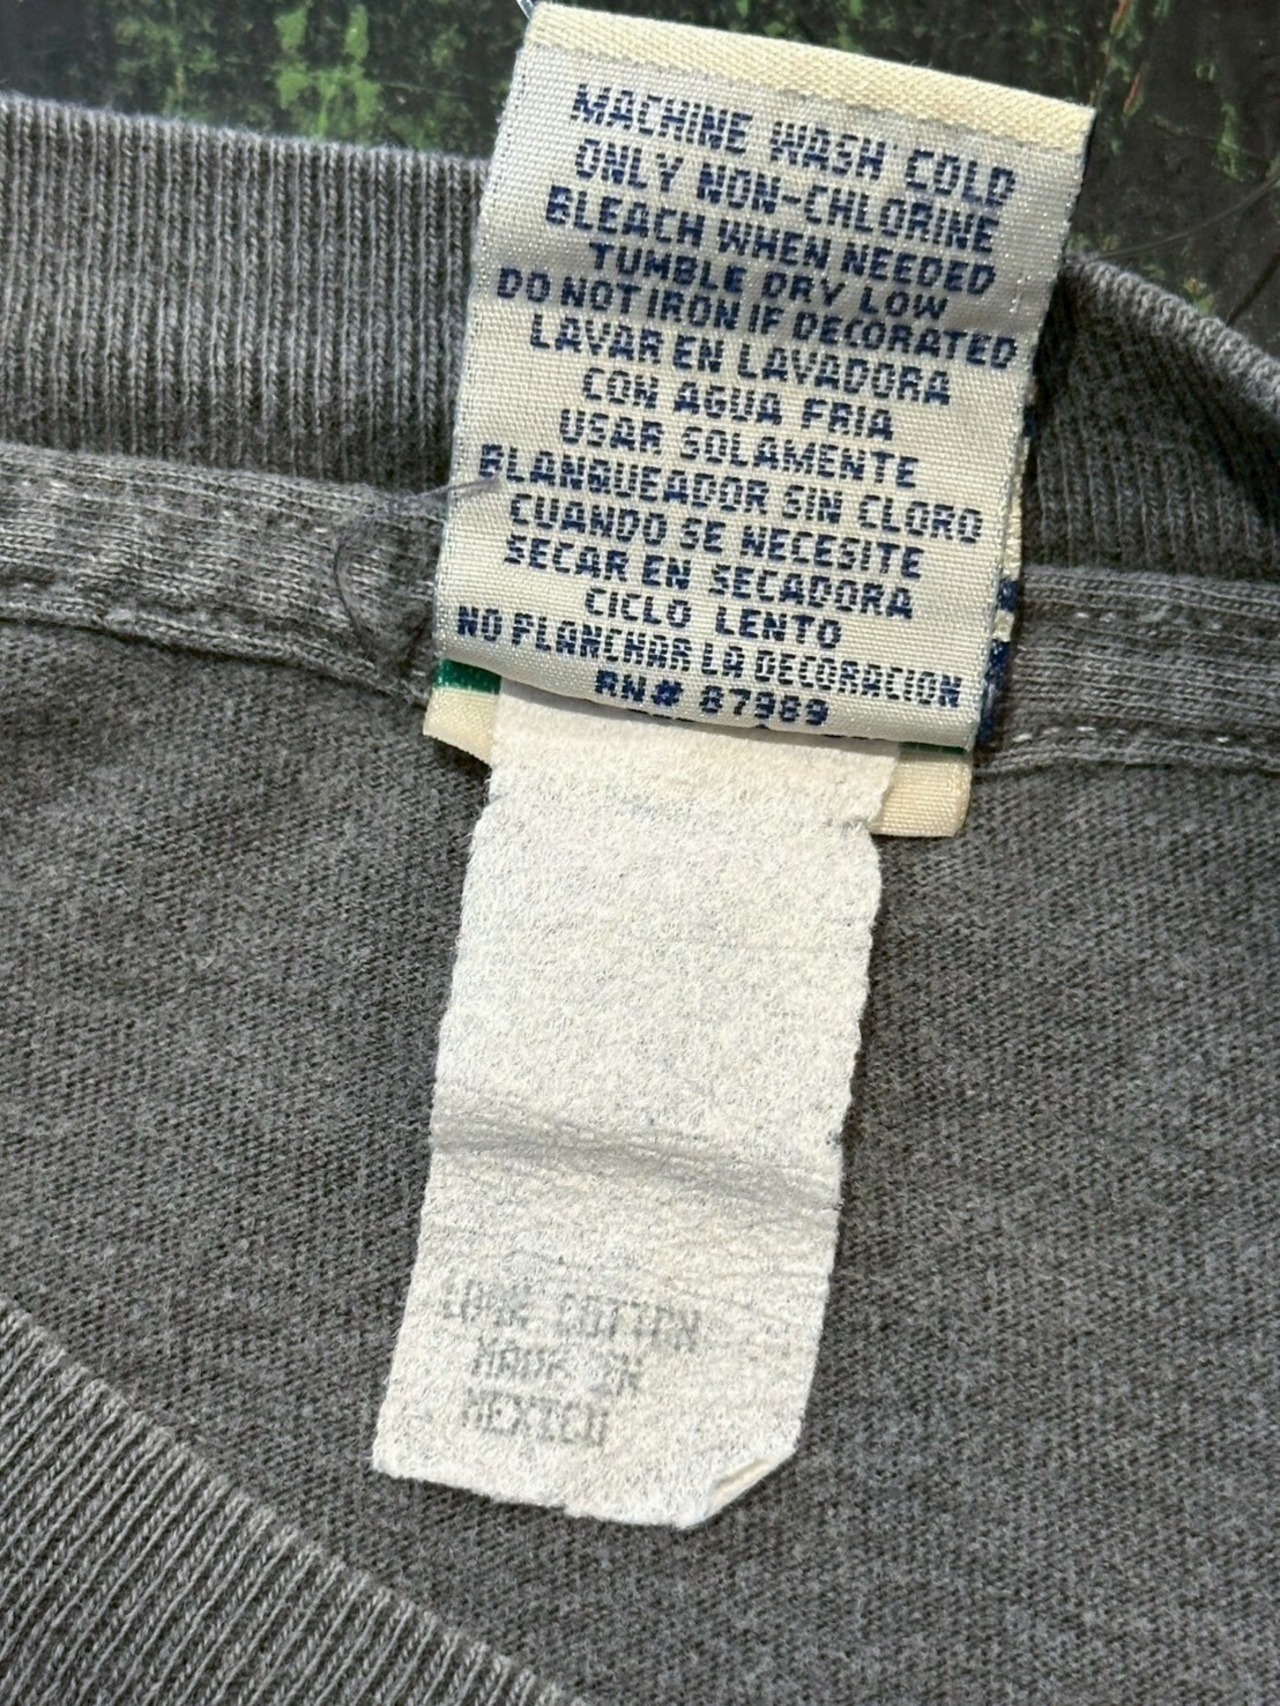 MACHINE WASH COLD
ONLY NON-CHLORINE
BLEACH WHEN NEEDED
TUMBLE DRY LOW
DO NOT IRON IF DECORATED
LAVAR EN LAVADORA
CON AGUA FRIA
USAR SOLAMENTE
BLANQUEADOR SIN CLORO
CUANDO SE NECESITE
SECAR EN SECADORA
CICLO LENTO
NO PLANCHAR LA DECORACION
RN# 87989
COTTON
MADE IN
MEXICO